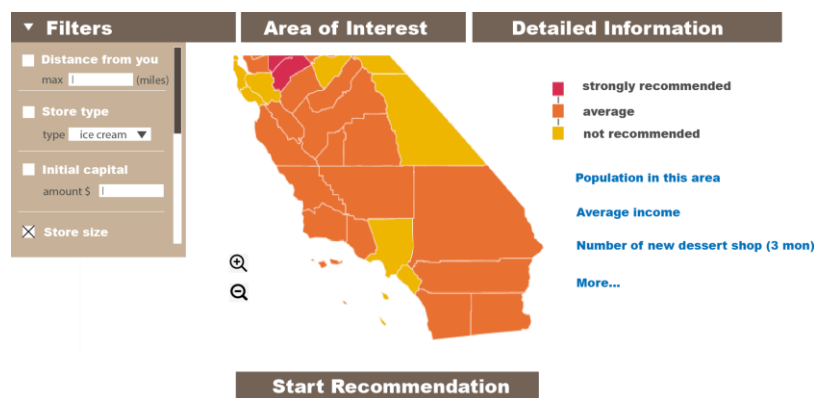 ▼ Filters
Area of Interest
Detailed Information
Distance from you
max (miles)
Store type
type ice cream ▼
Initial capital
amount $
Store size
strongly recommended
average
not recommended
Population in this area
Average income
Number of new dessert shop (3 mon)
More...
Start Recommendation